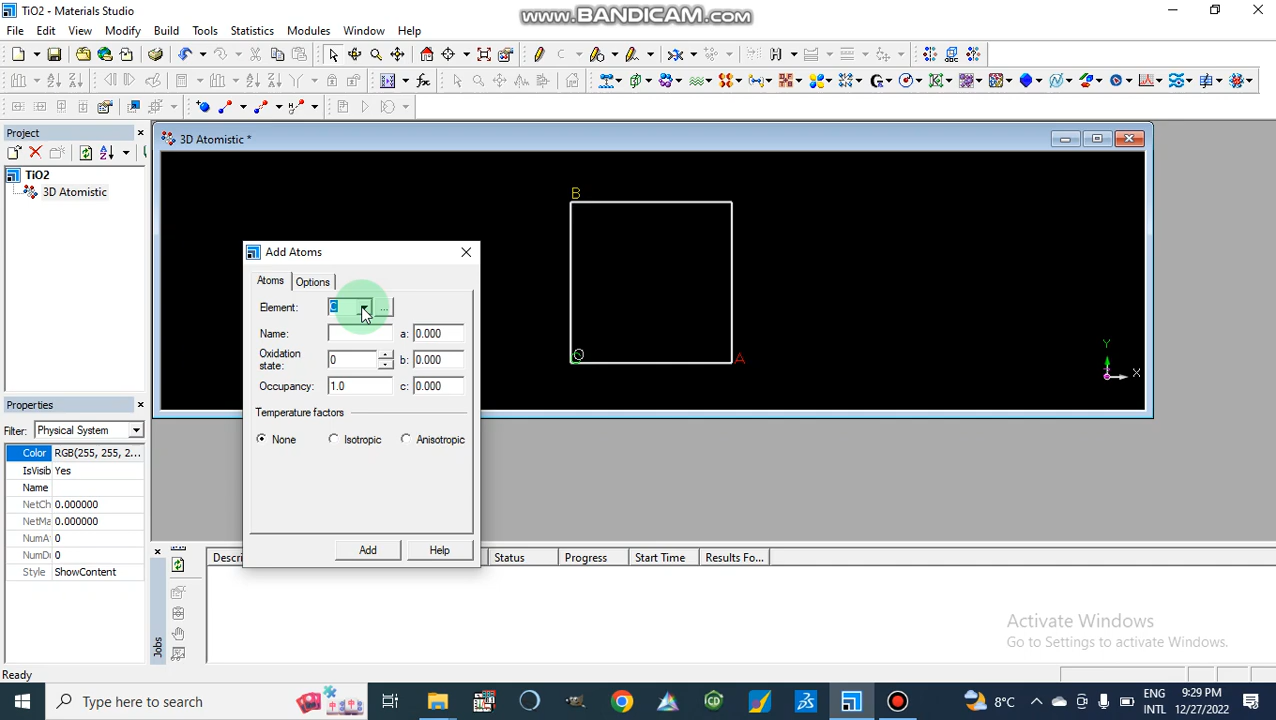 TiO2 - Materials Studio
www.BANDICAM.com
File Edit View Modify Build Tools Statistics Modules Window Help
Project
TiO2
3D Atomistic
3D Atomistic *
B
O
A
Y
X
Add Atoms
Atoms Options
Element: C ...
Name: a: 0.000
Oxidation state: 0 b: 0.000
Occupancy: 1.0 c: 0.000
Temperature factors
None Isotropic Anisotropic
Add Help
Properties
Filter: Physical System
Color RGB(255, 255, 2...
IsVisib Yes
Name
NetCh 0.000000
NetMa 0.000000
NumA 0
NumDi 0
Style ShowContent
Jobs
Descri Status Progress Start Time Results Fo...
Activate Windows
Go to Settings to activate Windows.
Ready
Type here to search
8°C
ENG
INTL
9:29 PM
12/27/2022